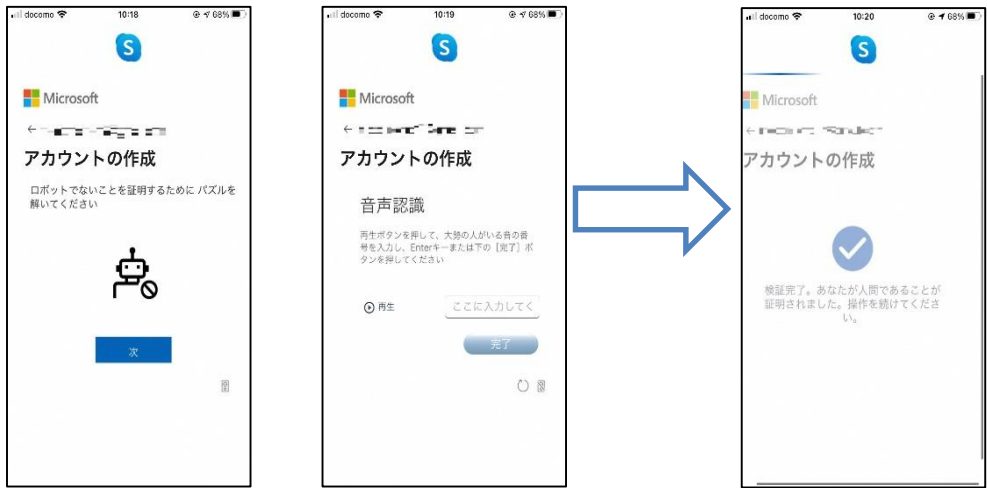 docomo 10:18 68%
S
Microsoft
アカウントの作成
ロボットでないことを証明するために パズルを
解いてください
次
docomo 10:19 68%
S
Microsoft
アカウントの作成
音声認識
再生ボタンを押して、大勢の人がいる音の番
号を入力し、Enterキーまたは下の [完了] ボ
タンを押してください
再生 ここに入力してく
完了
docomo 10:20 68%
S
Microsoft
アカウントの作成
検証完了。あなたが人間であることが
証明されました。操作を続けてくださ
い。